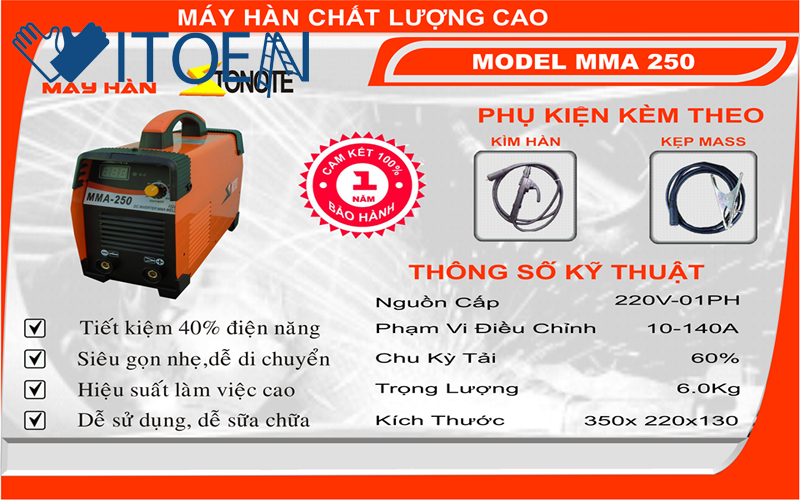 MÁY HÀN CHẤT LƯỢNG CAO
VITOEN
MÁY HÀN
STONOTE
MODEL MMA 250
PHỤ KIỆN KÈM THEO
KÌM HÀN
KẸP MASS
MMA-250
CAM KẾT 100%
1
NĂM
BẢO HÀNH
THÔNG SỐ KỸ THUẬT
Nguồn Cấp 220V-01PH
Phạm Vi Điều Chỉnh 10-140A
Chu Kỳ Tải 60%
Trọng Lượng 6.0Kg
Kích Thước 350x 220x130
Tiết kiệm 40% điện năng
Siêu gọn nhẹ,dễ di chuyển
Hiệu suất làm việc cao
Dễ sử dụng, dễ sữa chữa